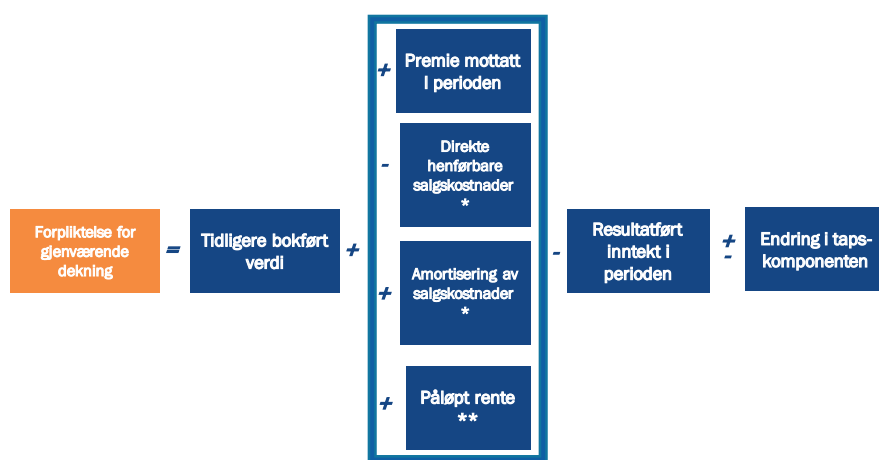 Forpliktelse for
gjenværende
dekning
=
Tidligere bokført
verdi
+
+
Premie mottatt
i perioden
-
Direkte
henførbare
salgskostnader
*
+
Amortisering av
salgskostnader
*
+
Påløpt rente
**
-
Resultatført
inntekt i
perioden
+
-
Endring i taps-
komponenten